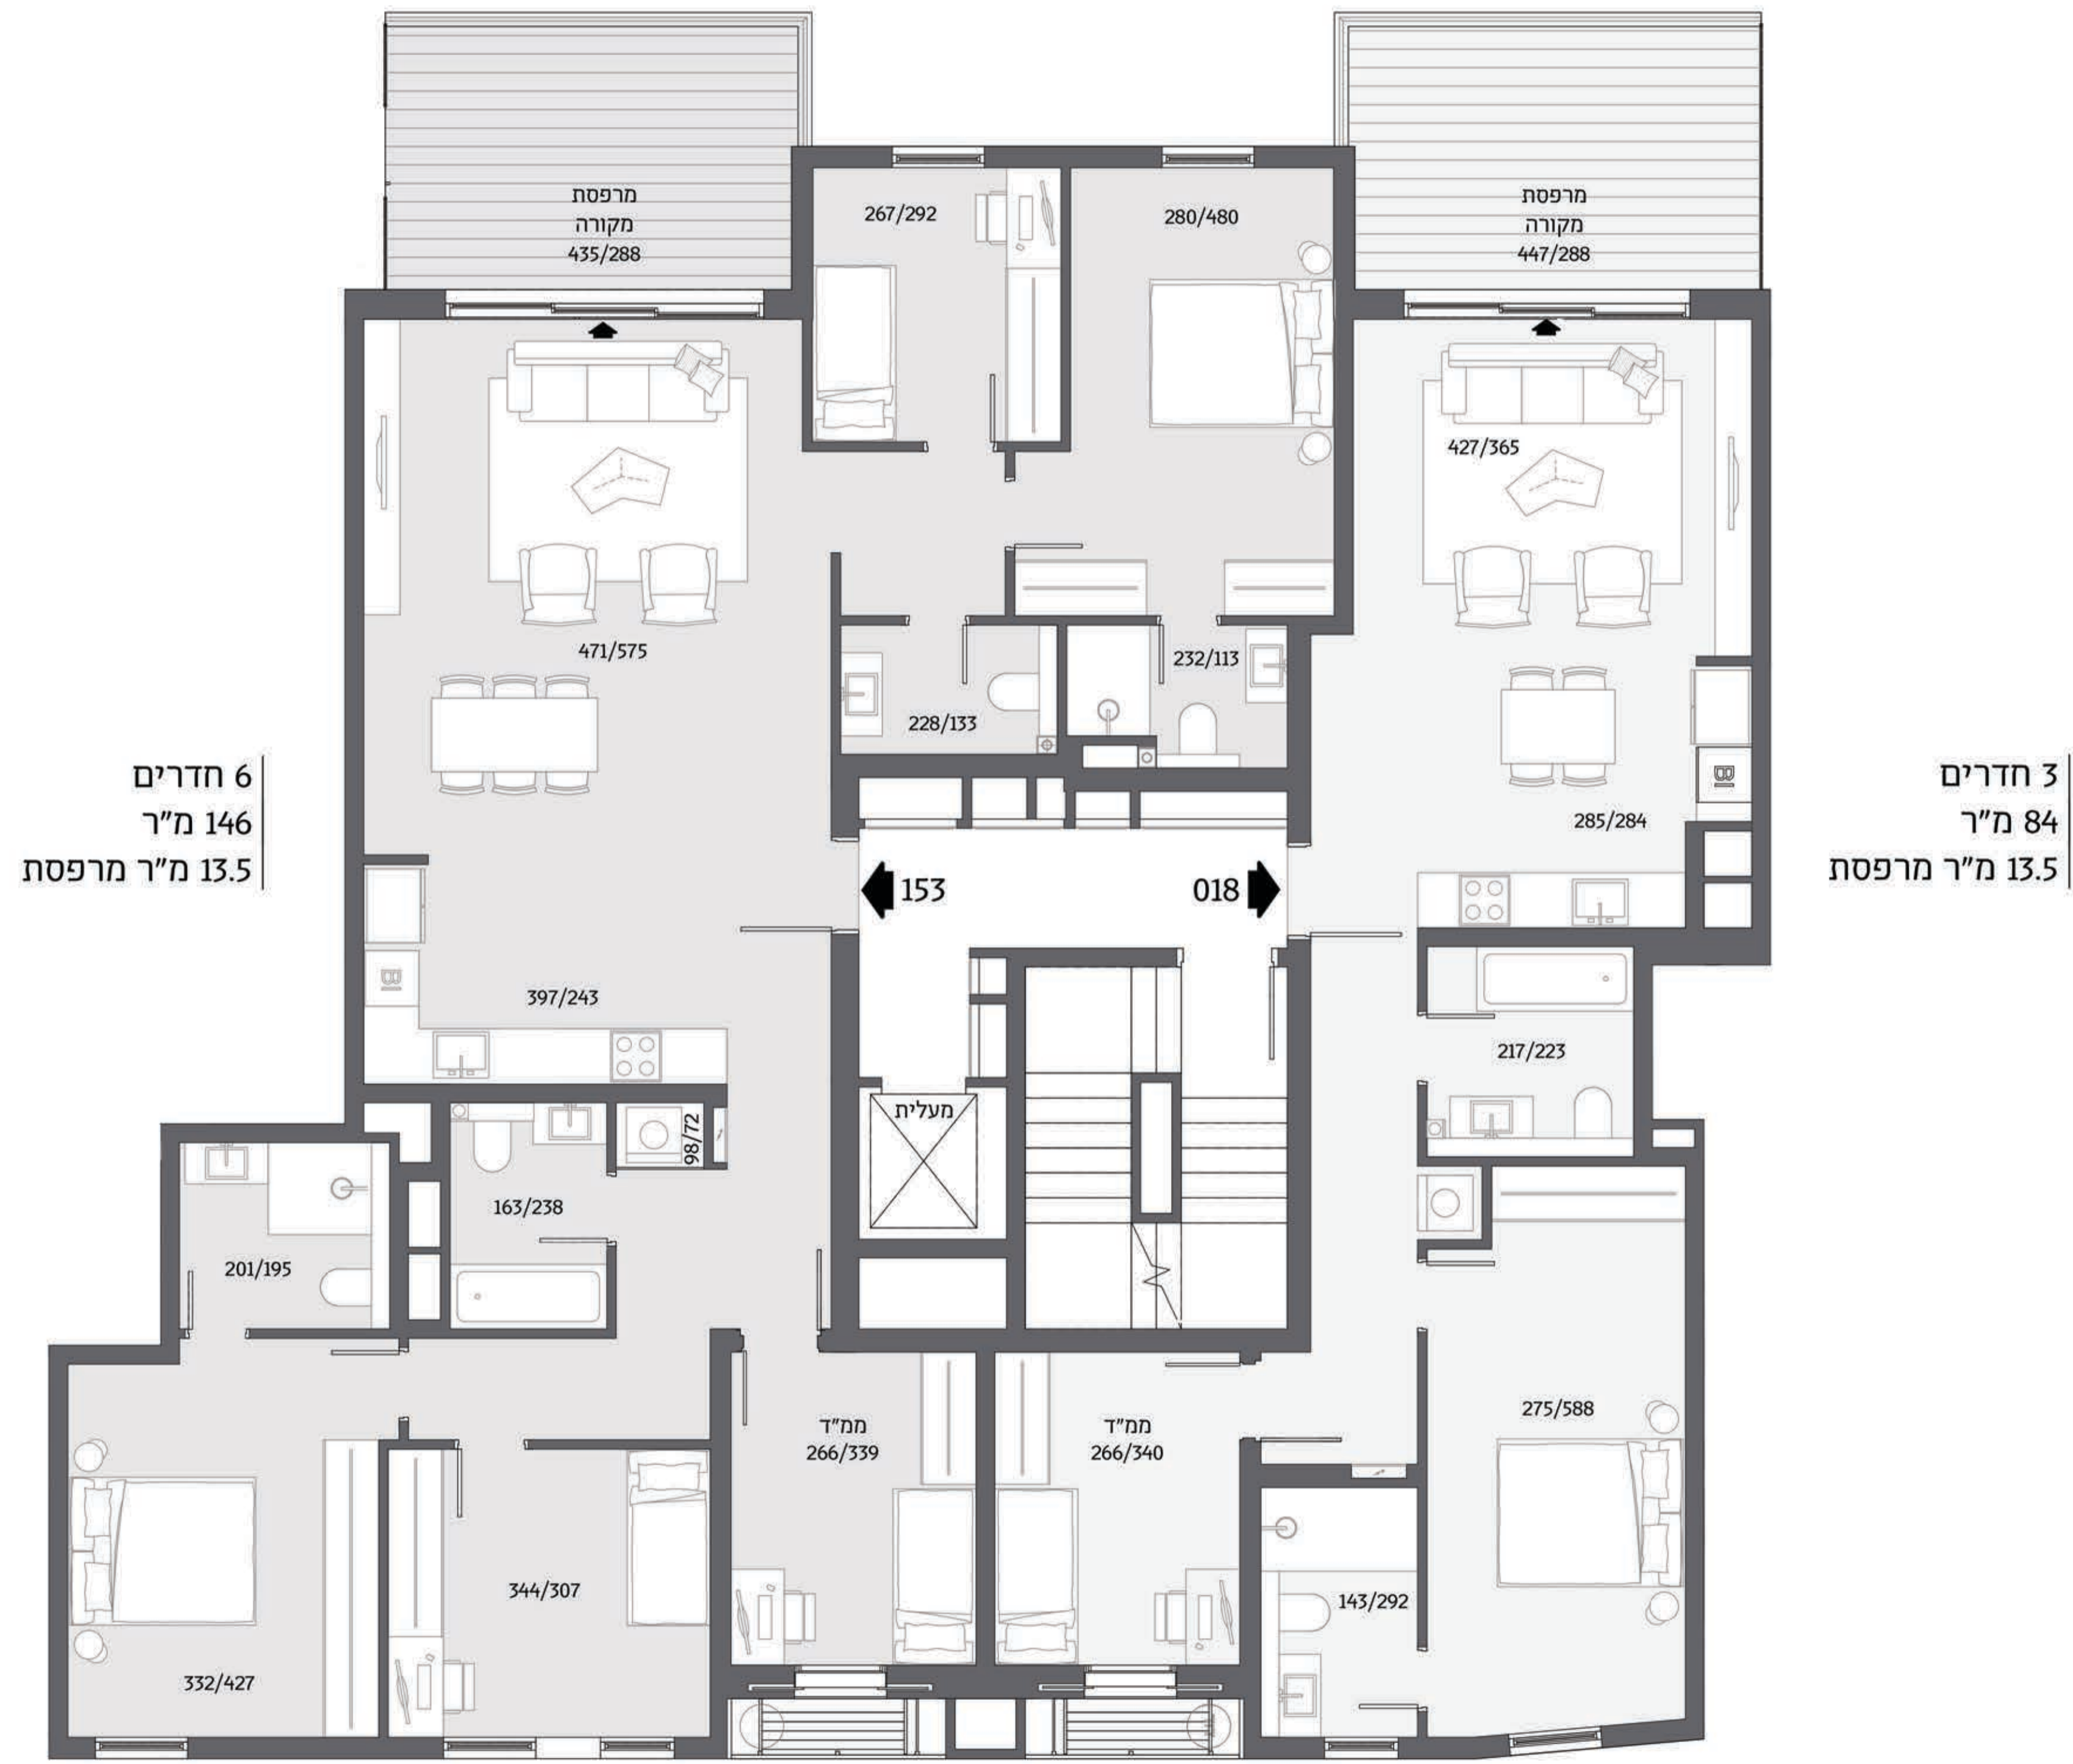 מרפסת
מקורה
435/288
267/292
280/480
מרפסת
מקורה
447/288
427/365
471/575
232/113
228/133
6 חדרים
146 מ"ר
13.5 מ"ר מרפסת
3 חדרים
84 מ"ר
13.5 מ"ר מרפסת
BI
285/284
153
018
BI
397/243
217/223
מעלית
98/72
163/238
201/195
275/588
ממ"ד
266/339
ממ"ד
266/340
344/307
143/292
332/427